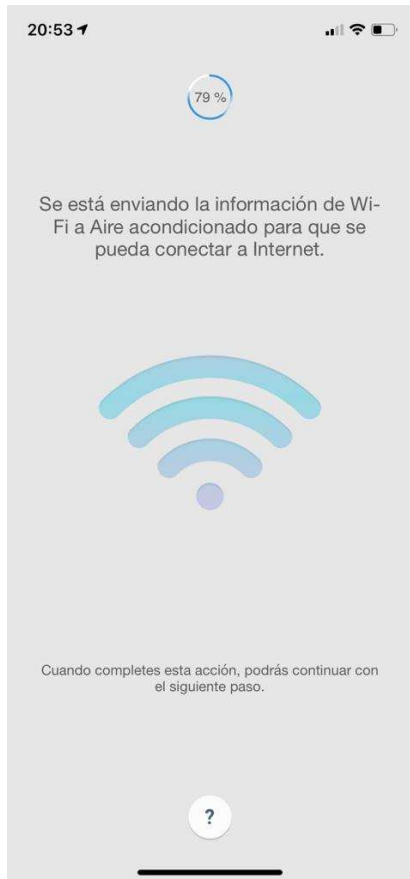 20:53
79 %
Se está enviando la información de Wi-
Fi a Aire acondicionado para que se
pueda conectar a Internet.
Cuando completes esta acción, podrás continuar con
el siguiente paso.
?